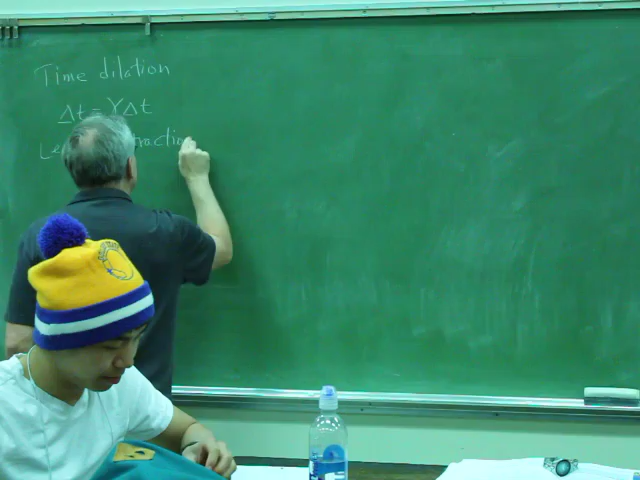 Time dilation
Δt = γΔt